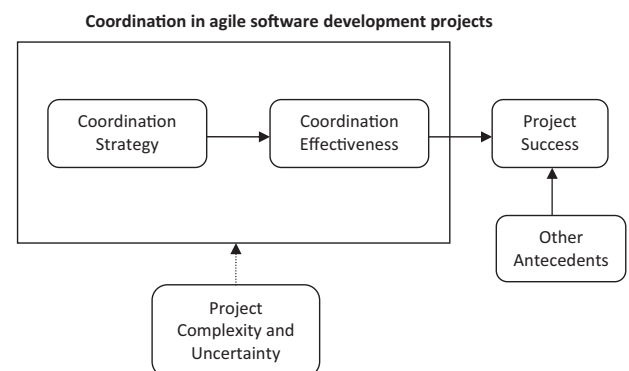 Coordination in agile software development projects
Coordination
Strategy
Coordination
Effectiveness
Project
Success
Other
Antecedents
Project
Complexity and
Uncertainty